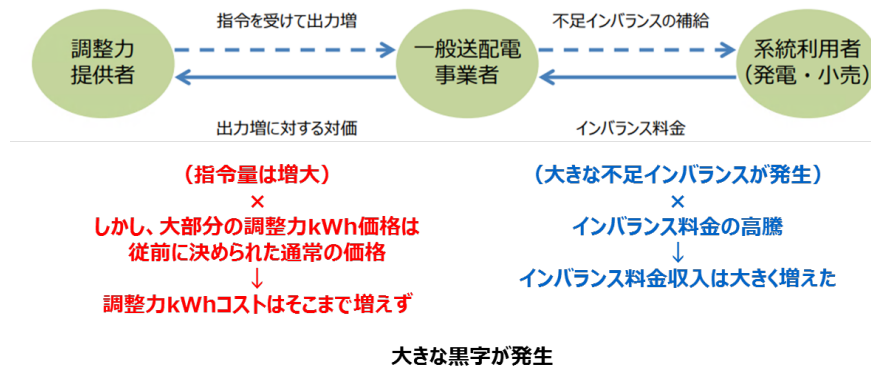 指令を受けて出力増
不足インバランスの補給
調整力
提供者
一般送配電
事業者
系統利用者
(発電・小売)
出力増に対する対価
インバランス料金
（指令量は増大）
×
しかし、大部分の調整力kWh価格は
従前に決められた通常の価格
↓
調整力kWhコストはそこまで増えず
（大きな不足インバランスが発生）
×
インバランス料金の高騰
↓
インバランス料金収入は大きく増えた
大きな黒字が発生